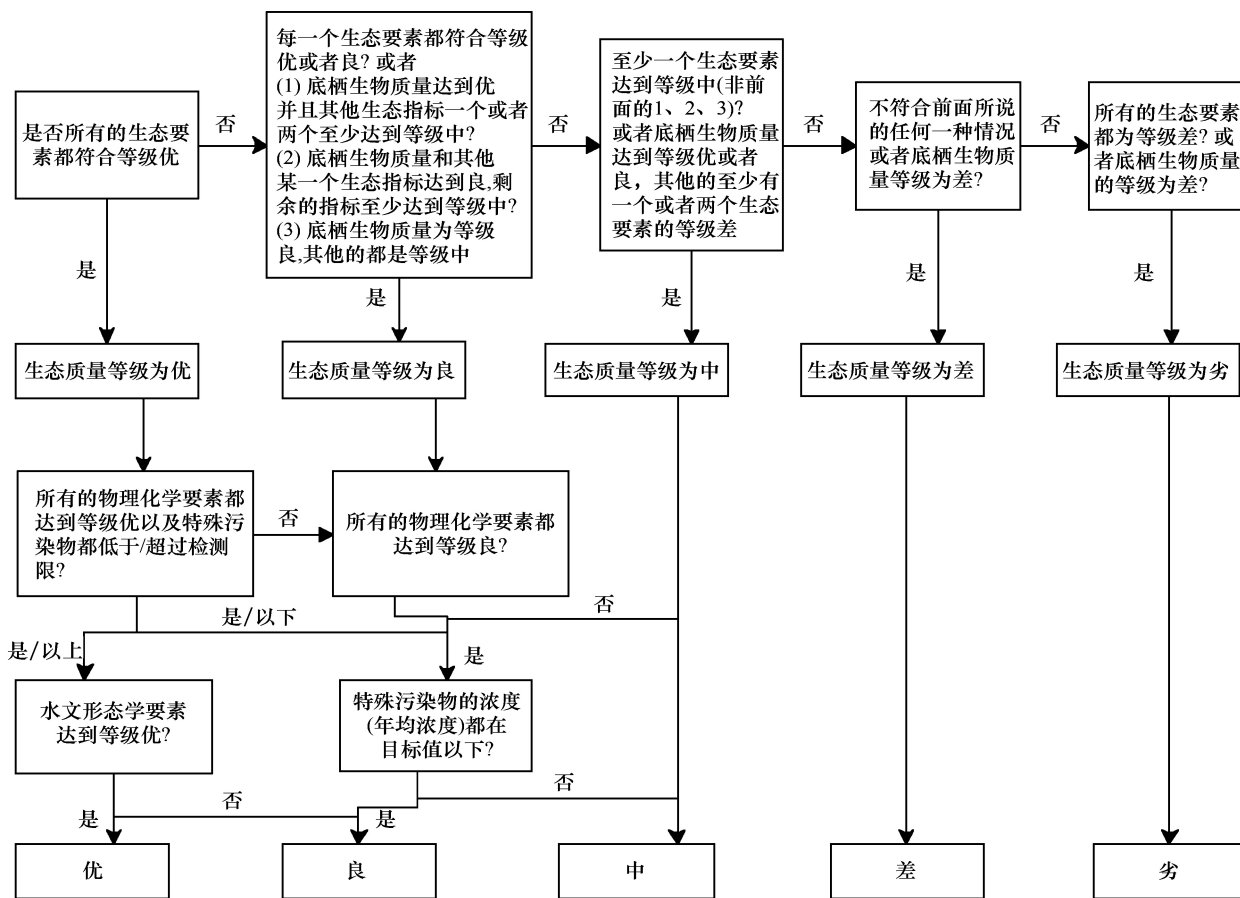 是否所有的生态要
素都符合等级优
否
每一个生态要素都符合等级
优或者良? 或者
(1) 底栖生物质量达到优
并且其他生态指标一个或者
两个至少达到等级中?
(2) 底栖生物质量和其他
某一个生态指标达到良,剩
余的指标至少达到等级中?
(3) 底栖生物质量为等级
良,其他的都是等级中
否
至少一个生态要素
达到等级中(非前
面的1、2、3)?
或者底栖生物质量
达到等级优或者
良，其他的至少有
一个或者两个生态
要素的等级差
否
不符合前面所说
的任何一种情况
或者底栖生物质
量等级为差?
否
所有的生态要素
都为等级差? 或
者底栖生物质量
的等级为差?
是
是
是
是
是
生态质量等级为优
生态质量等级为良
生态质量等级为中
生态质量等级为差
生态质量等级为劣
所有的物理化学要素都
达到等级优以及特殊污
染物都低于/超过检测
限?
否
所有的物理化学要素都
达到等级良?
否
是/以下
是/以上
是
水文形态学要素
达到等级优?
特殊污染物的浓度
(年均浓度)都在
目标值以下?
否
否
是
是
优
良
中
差
劣